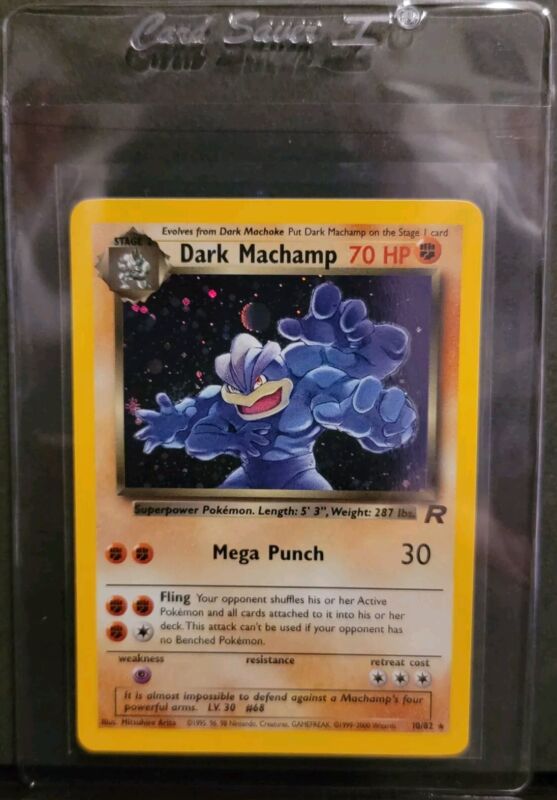 Card Saver I®
Evolves from Dark Machoke Put Dark Machamp on the Stage 1 card
STAGE 2
Dark Machamp 70 HP
Superpower Pokémon. Length: 5' 3", Weight: 287 lbs.
R
Mega Punch 30
Fling Your opponent shuffles his or her Active
Pokémon and all cards attached to it into his or her
deck. This attack can't be used if your opponent has
no Benched Pokémon.
weakness resistance retreat cost
It is almost impossible to defend against a Machamp's four
powerful arms. LV. 30 #68
Illus. Mitsuhiro Arita ©1995, 96, 98 Nintendo, Creatures, GAMEFREAK. ©1999-2000 Wizards. 10/82 ★